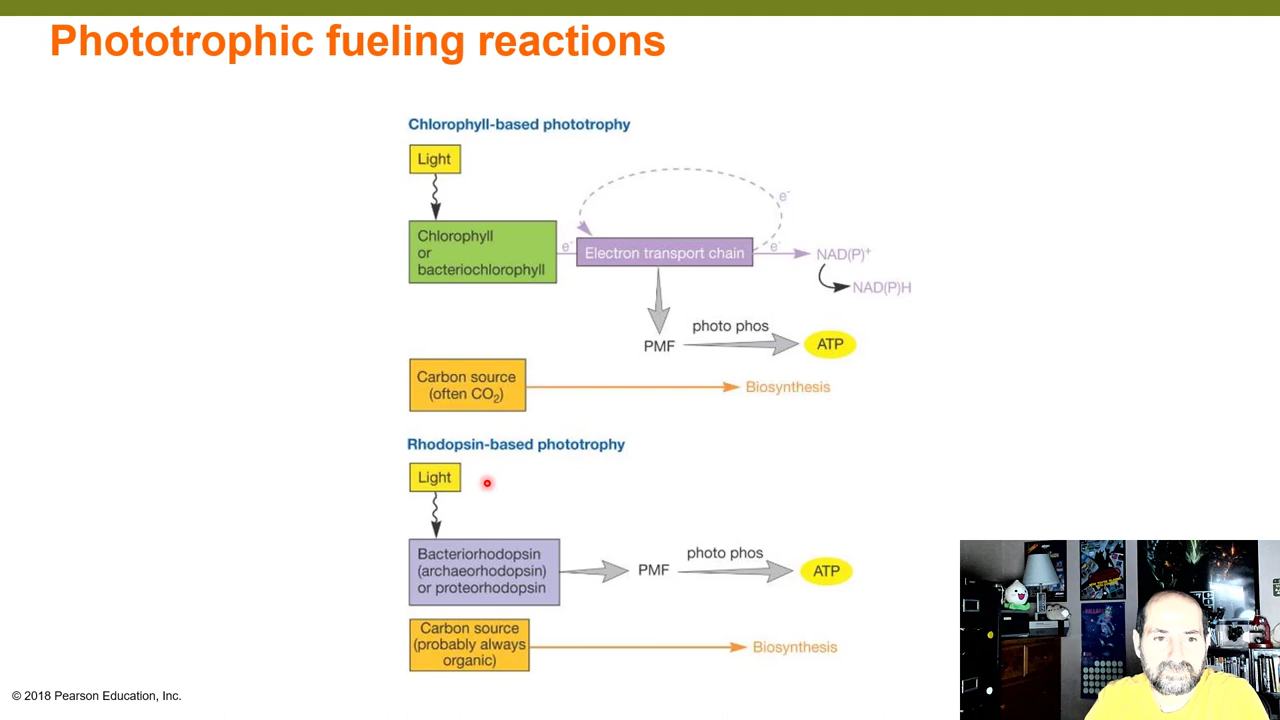 Phototrophic fueling reactions
Chlorophyll-based phototrophy
Light
e⁻
Chlorophyll
or
bacteriochlorophyll
e⁻
Electron transport chain
e⁻
NAD(P)⁺
NAD(P)H
photo phos
PMF
ATP
Carbon source
(often CO₂)
Biosynthesis
Rhodopsin-based phototrophy
Light
Bacteriorhodopsin
(archaeorhodopsin)
or proteorhodopsin
photo phos
PMF
ATP
Carbon source
(probably always
organic)
Biosynthesis
© 2018 Pearson Education, Inc.